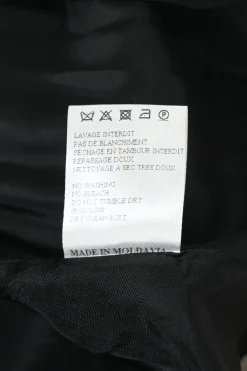 LAVAGE INTERDIT
PAS DE BLANCHIMENT
SÉCHAGE EN TAMBOUR INTERDIT
REPASSAGE DOUX
NETTOYAGE A SEC TRES DOUX
NO WASHING
NO BLEACH
DO NOT TUMBLE DRY
IRON LOW
DRY CLEAN SOFT
MADE IN MOLDAVIA